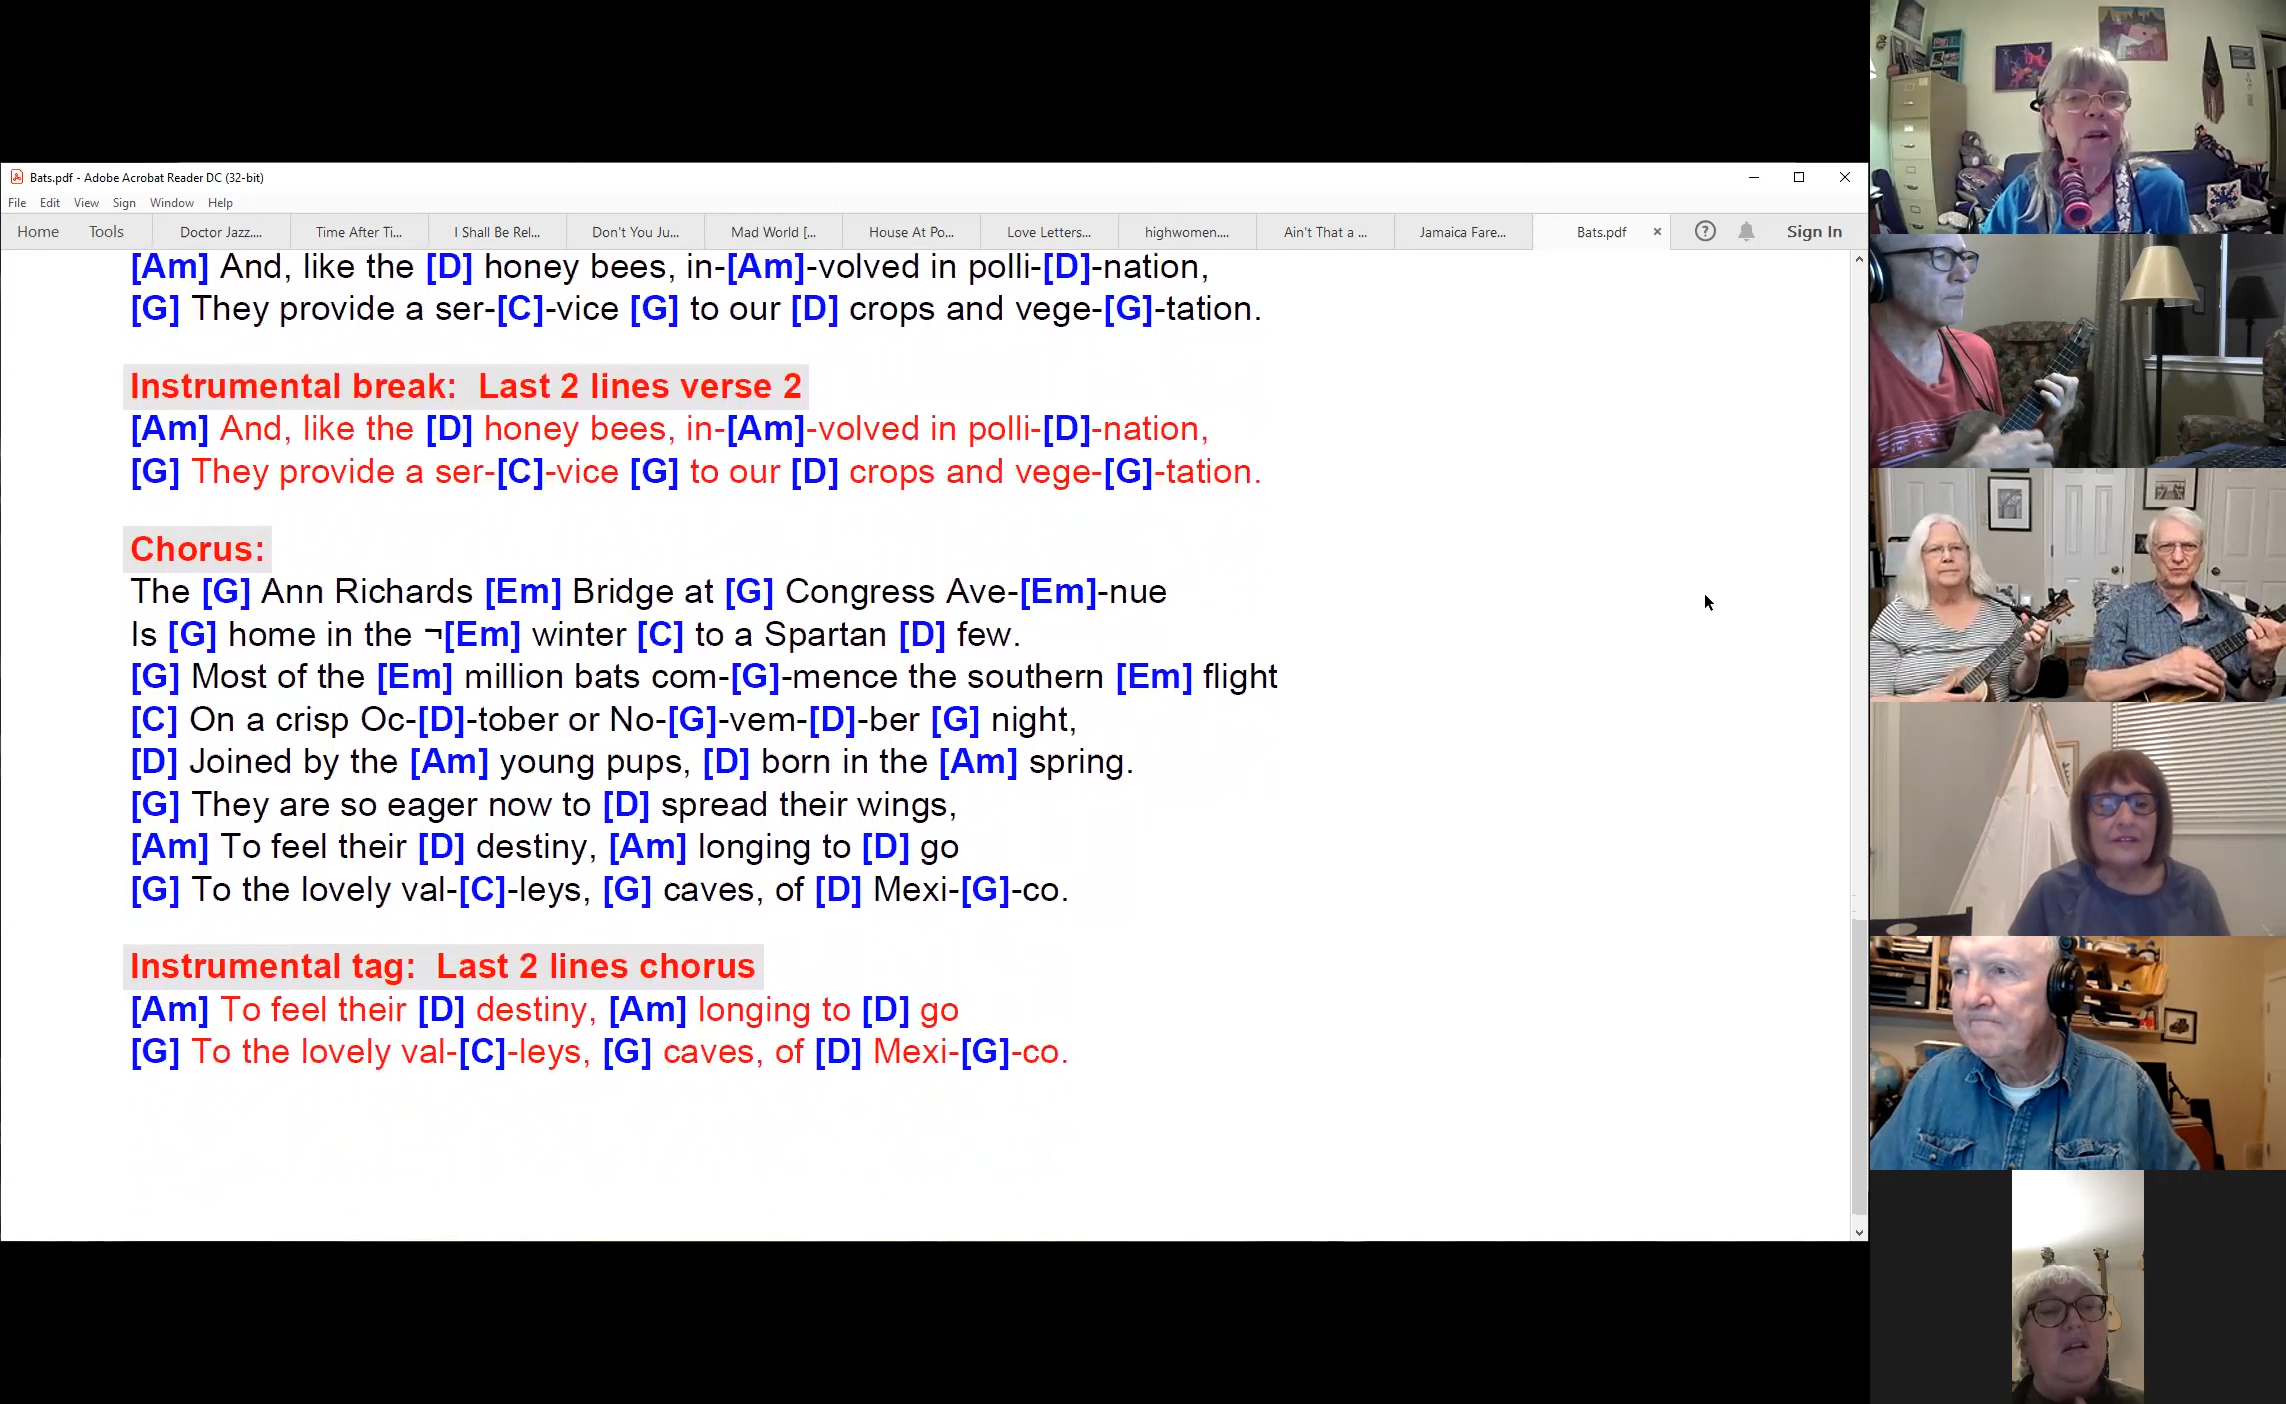 Bats.pdf - Adobe Acrobat Reader DC (32-bit)
File Edit View Sign Window Help
Home Tools Doctor Jazz.... Time After Ti... I Shall Be Rel... Don't You Ju... Mad World [... House At Po... Love Letters... highwomen.... Ain't That a ... Jamaica Fare... Bats.pdf × Sign In
[Am] And, like the [D] honey bees, in-[Am]-volved in polli-[D]-nation,
[G] They provide a ser-[C]-vice [G] to our [D] crops and vege-[G]-tation.
Instrumental break: Last 2 lines verse 2
[Am] And, like the [D] honey bees, in-[Am]-volved in polli-[D]-nation,
[G] They provide a ser-[C]-vice [G] to our [D] crops and vege-[G]-tation.
Chorus:
The [G] Ann Richards [Em] Bridge at [G] Congress Ave-[Em]-nue
Is [G] home in the ¬[Em] winter [C] to a Spartan [D] few.
[G] Most of the [Em] million bats com-[G]-mence the southern [Em] flight
[C] On a crisp Oc-[D]-tober or No-[G]-vem-[D]-ber [G] night,
[D] Joined by the [Am] young pups, [D] born in the [Am] spring.
[G] They are so eager now to [D] spread their wings,
[Am] To feel their [D] destiny, [Am] longing to [D] go
[G] To the lovely val-[C]-leys, [G] caves, of [D] Mexi-[G]-co.
Instrumental tag: Last 2 lines chorus
[Am] To feel their [D] destiny, [Am] longing to [D] go
[G] To the lovely val-[C]-leys, [G] caves, of [D] Mexi-[G]-co.